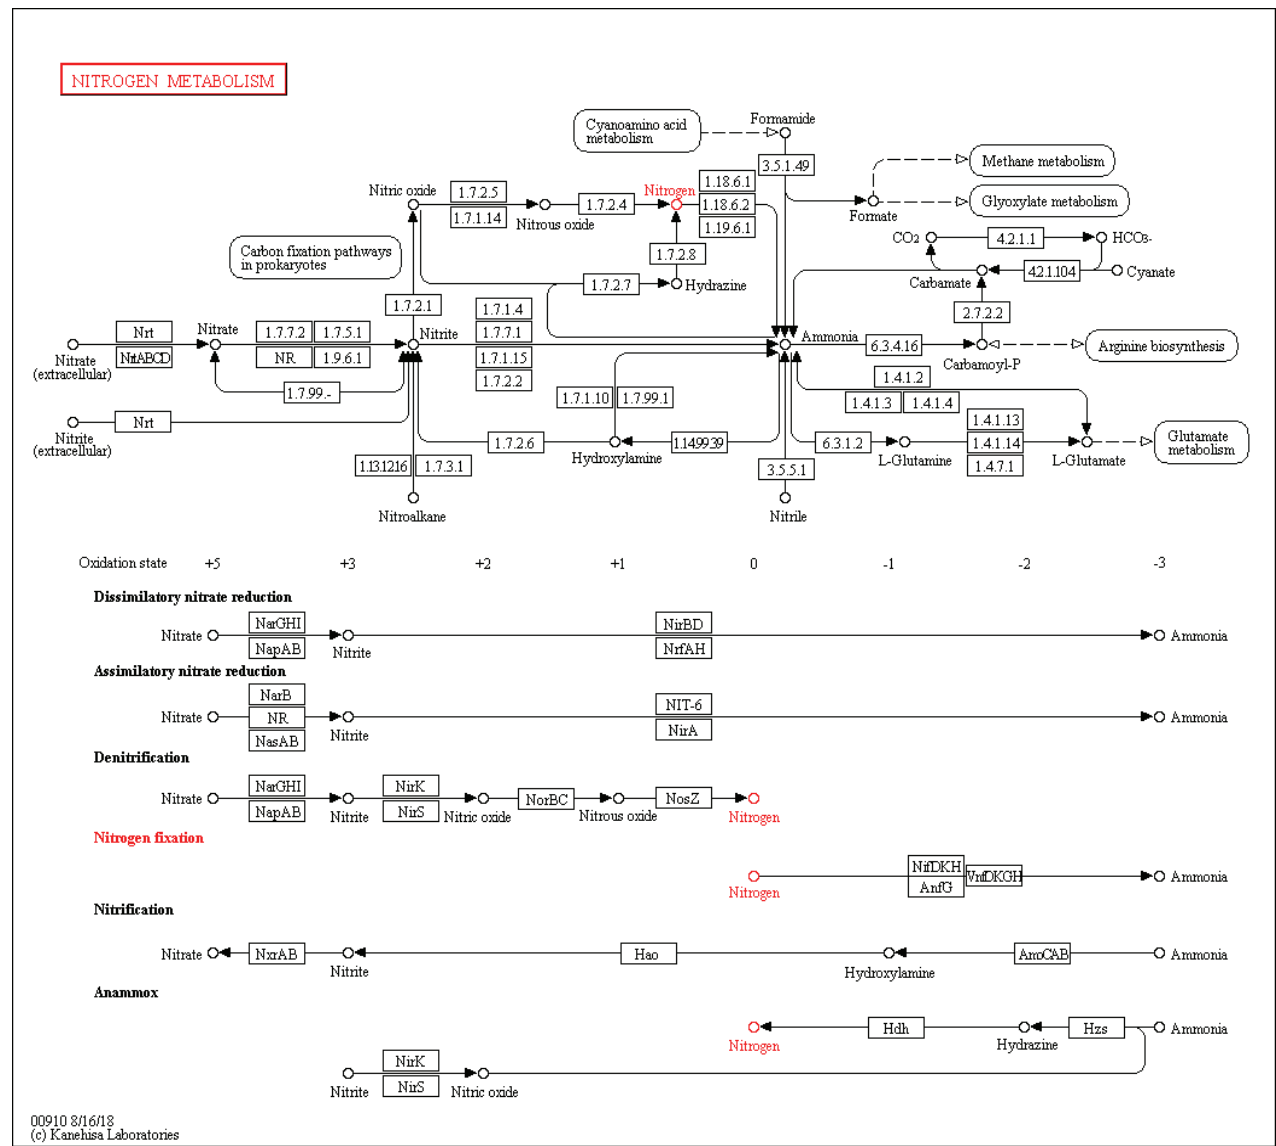 NITROGEN METABOLISM
Cyanoamino acid
metabolism
Formamide
3.5.1.49
Methane metabolism
Glyoxylate metabolism
Formate
Nitric oxide
1.7.2.5
1.7.1.14
Nitrous oxide
1.7.2.4
Nitrogen
1.18.6.1
1.18.6.2
1.19.6.1
CO2
4.2.1.1
HCO3-
Carbon fixation pathways
in prokaryotes
1.7.2.8
1.7.2.7
Hydrazine
Carbamate
4.2.1.104
Cyanate
1.7.2.1
2.7.2.2
Nrt
NrtABCD
Nitrate
(extracellular)
Nitrate
1.7.7.2
1.7.5.1
NR
1.9.6.1
Nitrite
1.7.1.4
1.7.7.1
1.7.1.15
1.7.2.2
Ammonia
6.3.4.16
Carbamoyl-P
Arginine biosynthesis
1.7.99.-
Nrt
Nitrite
(extracellular)
1.7.1.10
1.7.99.1
1.4.1.2
1.4.1.3
1.4.1.4
1.7.2.6
Hydroxylamine
1.14.99.39
6.3.1.2
L-Glutamine
1.4.1.13
1.4.1.14
1.4.7.1
L-Glutamate
Glutamate
metabolism
1.13.12.16
1.7.3.1
3.5.5.1
Nitroalkane
Nitrile
Oxidation state +5 +3 +2 +1 0 -1 -2 -3
Dissimilatory nitrate reduction
Nitrate
NarGHI
NapAB
Nitrite
NirBD
NrfAH
Ammonia
Assimilatory nitrate reduction
Nitrate
NarB
NR
NasAB
Nitrite
NIT-6
NirA
Ammonia
Denitrification
Nitrate
NarGHI
NapAB
Nitrite
NirK
NirS
Nitric oxide
NorBC
Nitrous oxide
NosZ
Nitrogen
Nitrogen fixation
Nitrogen
NifDKH
AnfG
VnfDKGH
Ammonia
Nitrification
Nitrate
NxrAB
Nitrite
Hao
Hydroxylamine
AmoCAB
Ammonia
Anammox
Nitrogen
Hdh
Hydrazine
Hzs
Ammonia
Nitrite
NirK
NirS
Nitric oxide
00910 8/16/18
(c) Kanehisa Laboratories